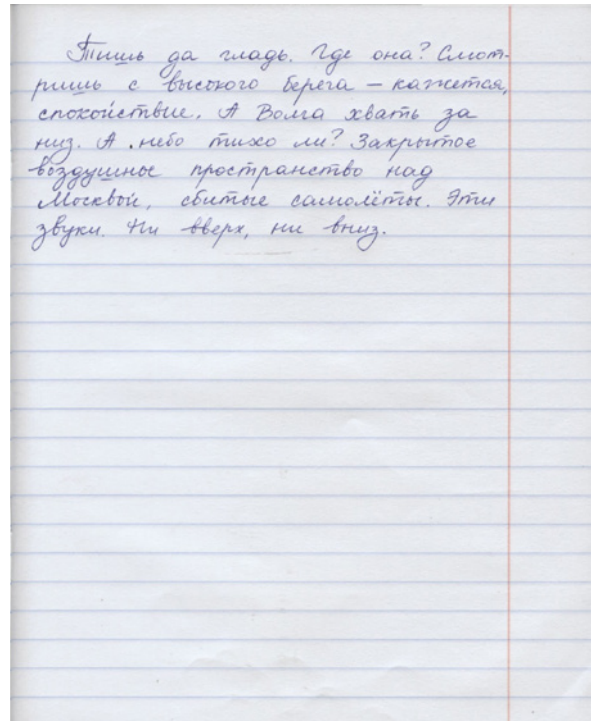 Тишь да гладь. Где она? Смот-
ришь с высокого берега – кажется,
спокойствие. А Волга хвать за
низ. А небо тихо ли? Закрытое
воздушное пространство над
Москвой, сбитые самолёты. Эти
звуки. Ни вверх, ни вниз.